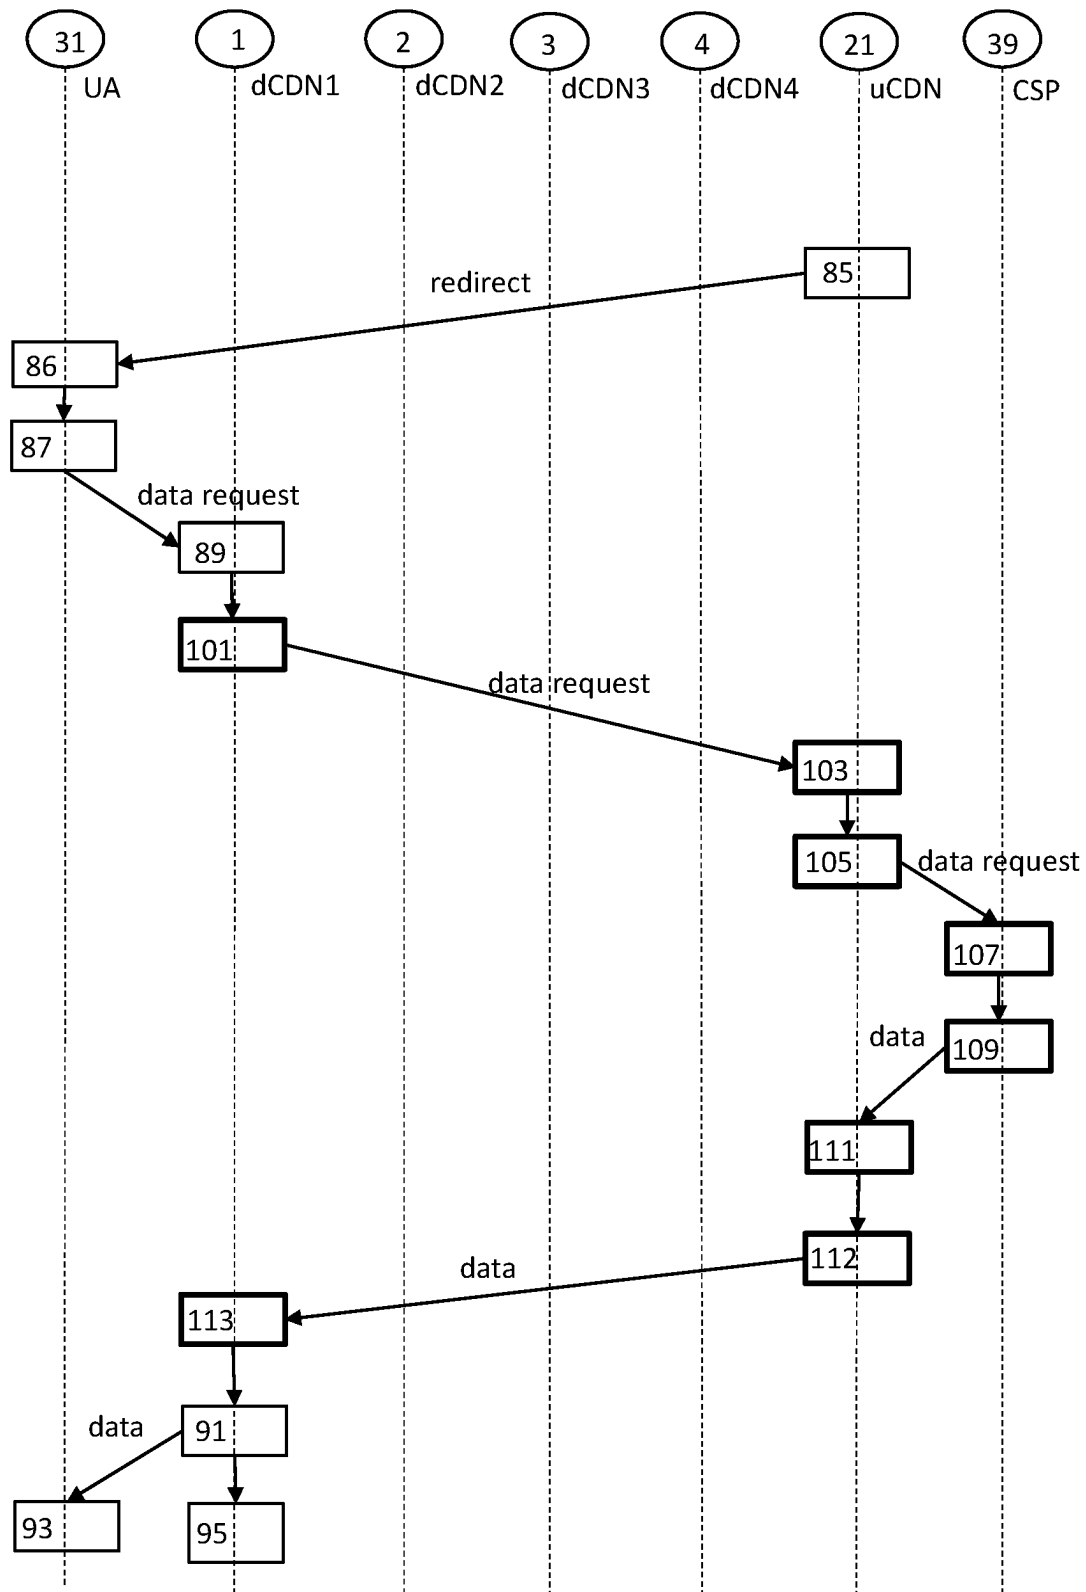 31 1 2 3 4 21 39
UA dCDN1 dCDN2 dCDN3 dCDN4 uCDN CSP
85
redirect
86
87
data request
89
101
data request
103
105 data request
107
data 109
111
112
data
113
data 91
93 95